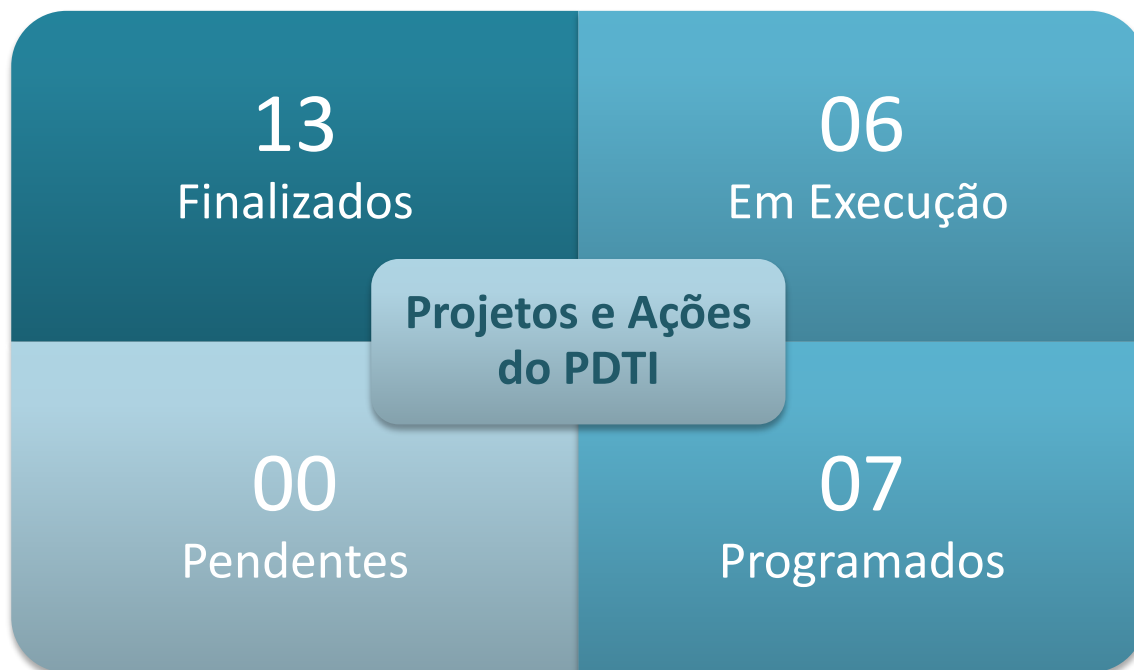 13
Finalizados
06
Em Execução
Projetos e Ações
do PDTI
00
Pendentes
07
Programados